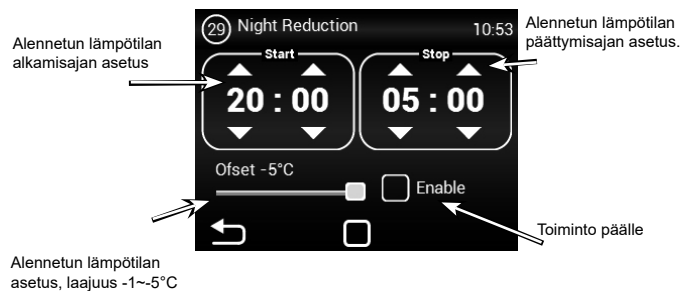 29 Night Reduction 10:53
Alennetun lämpötilan
alkamisajan asetus
Alennetun lämpötilan
päättymisajan asetus.
Start
Stop
20 : 00
05 : 00
Ofset -5°C
Enable
Toiminto päälle
Alennetun lämpötilan
asetus, laajuus -1~-5°C